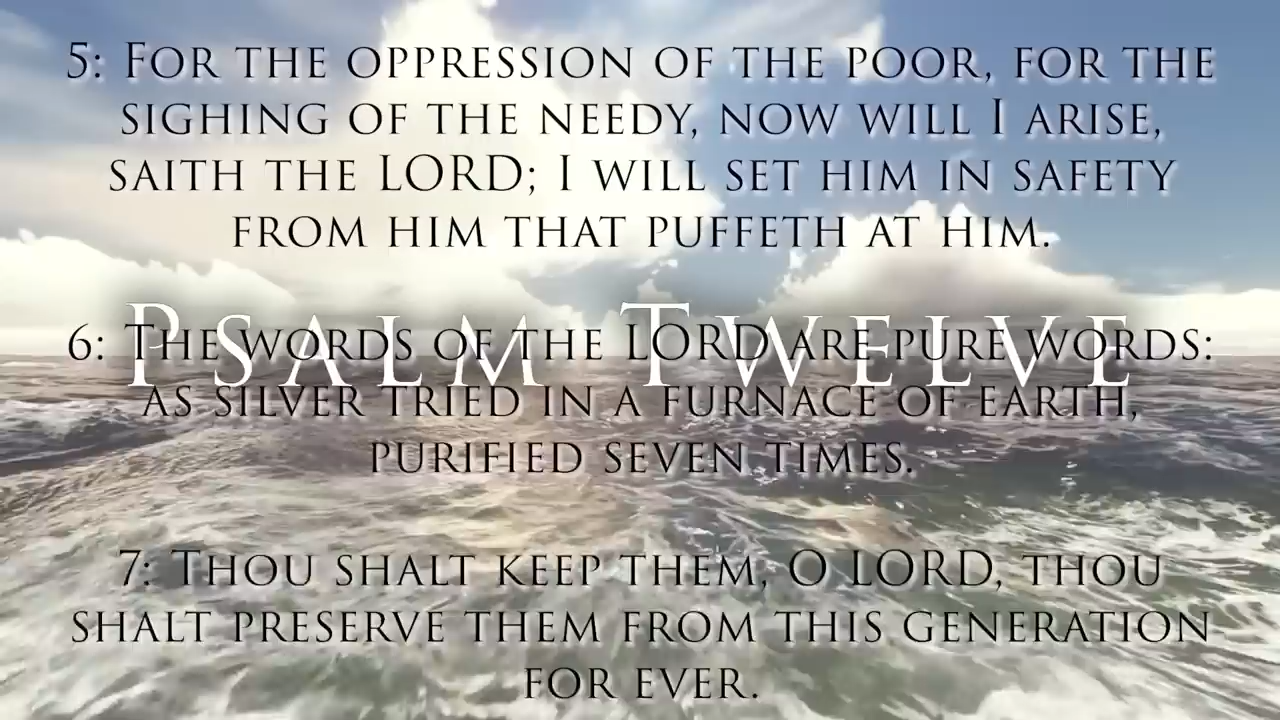 5: For the oppression of the poor, for the
sighing of the needy, now will I arise,
saith the LORD; I will set him in safety
from him that puffeth at him.
Psalm Twelve
6: The words of the LORD are pure words:
as silver tried in a furnace of earth,
purified seven times.
7: Thou shalt keep them, O LORD, thou
shalt preserve them from this generation
for ever.